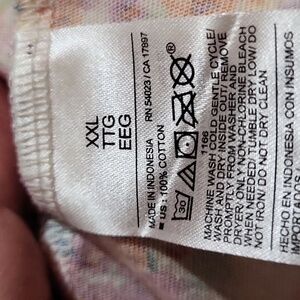 XXL
TTG
EEG
RN 54023 / CA 17897
MADE IN INDONESIA
US : 100% COTTON
30
1166
MACHINE WASH COLD GENTLE CYCLE/
WASH AND DRY INSIDE OUT/ REMOVE
PROMPTLY FROM WASHER AND
DRYER/ ONLY NON-CHLORINE BLEACH
WHEN NEEDED/ TUMBLE DRY LOW/ DO
NOT IRON/ DO NOT DRY CLEAN
HECHO EN INDONESIA CON INSUMOS